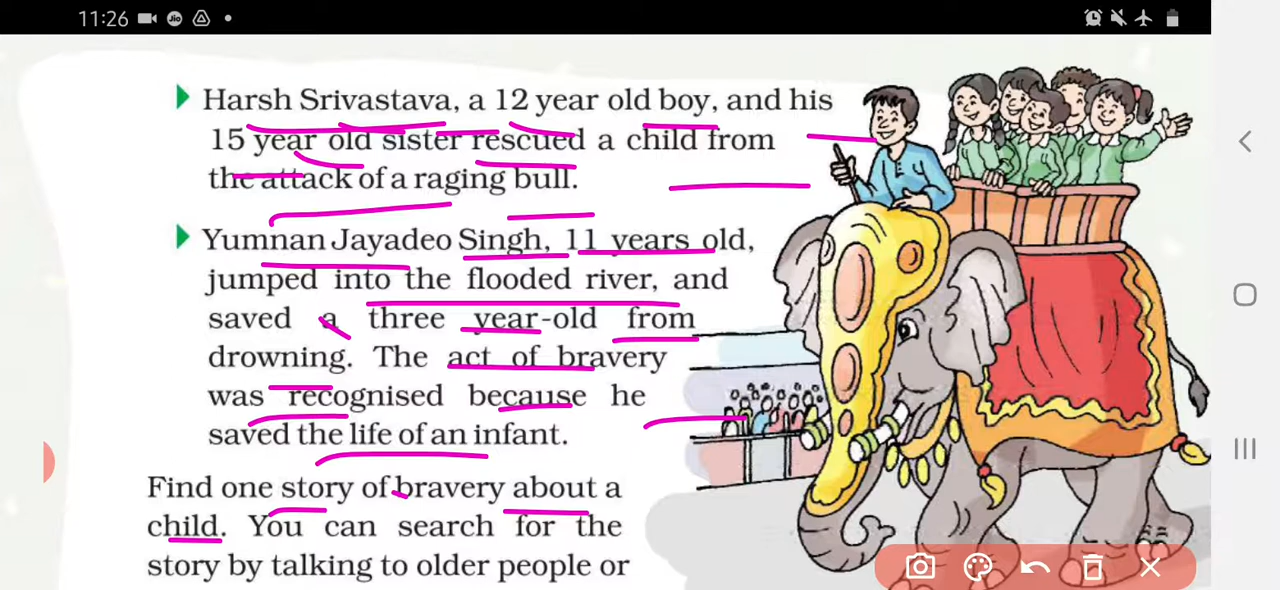 11:26
Jio
Harsh Srivastava, a 12 year old boy, and his
15 year old sister rescued a child from
the attack of a raging bull.
Yumnan Jayadeo Singh, 11 years old,
jumped into the flooded river, and
saved a three year-old from
drowning. The act of bravery
was recognised because he
saved the life of an infant.
Find one story of bravery about a
child. You can search for the
story by talking to older people or